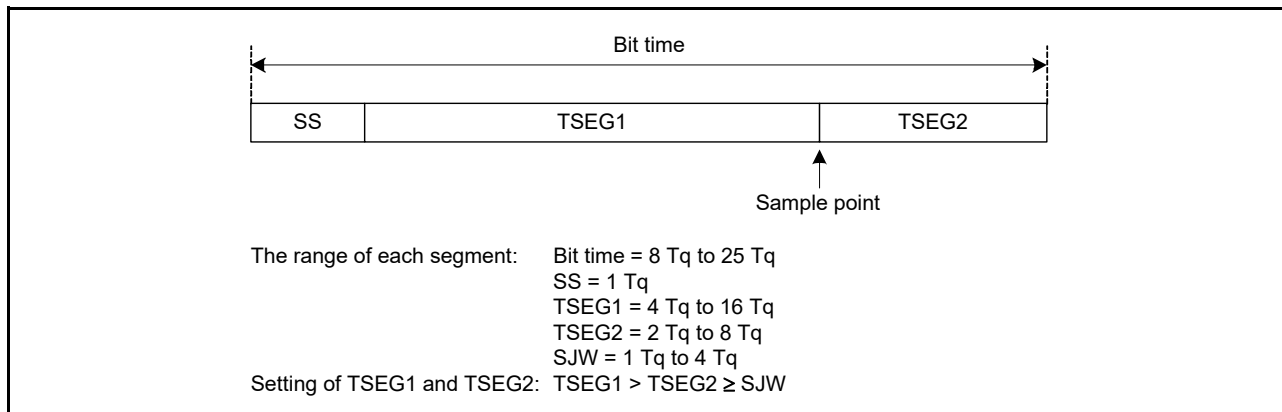 Bit time
SS TSEG1 TSEG2
Sample point
The range of each segment: Bit time = 8 Tq to 25 Tq
SS = 1 Tq
TSEG1 = 4 Tq to 16 Tq
TSEG2 = 2 Tq to 8 Tq
SJW = 1 Tq to 4 Tq
Setting of TSEG1 and TSEG2: TSEG1 > TSEG2 ≥ SJW